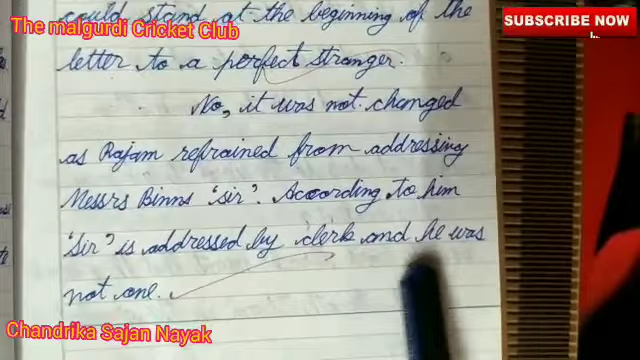 could stand at the beginning of the
The malgurdi Cricket Club
SUBSCRIBE NOW
letter to a perfect stranger.
No, it was not changed
as Rajam refrained from addressing
Messrs Binns 'sir'. According to him
'Sir' is addressed by clerk and he was
not one.
Chandrika Sajan Nayak